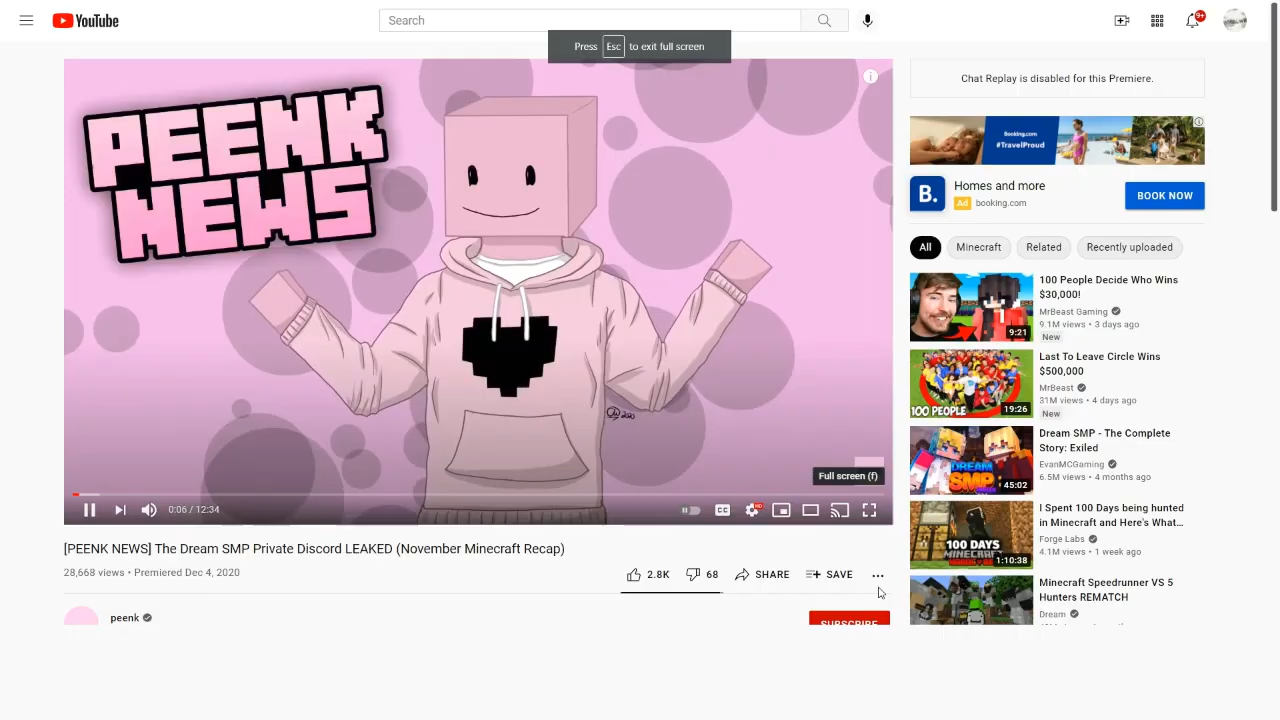 YouTube
Search
9+
Press Esc to exit full screen
PEENK
NEWS
2020
Full screen (f)
0:06 / 12:34
CC
HD
[PEENK NEWS] The Dream SMP Private Discord LEAKED (November Minecraft Recap)
28,668 views • Premiered Dec 4, 2020
2.8K
68
SHARE
SAVE
peenk
SUBSCRIBE
Chat Replay is disabled for this Premiere.
Booking.com
#TravelProud
B.
Homes and more
Ad booking.com
BOOK NOW
All
Minecraft
Related
Recently uploaded
9:21
100 People Decide Who Wins
$30,000!
MrBeast Gaming
9.1M views • 3 days ago
New
100 PEOPLE
19:26
Last To Leave Circle Wins
$500,000
MrBeast
31M views • 4 days ago
New
DREAM
SMP
45:02
Dream SMP - The Complete
Story: Exiled
EvanMCGaming
6.5M views • 4 months ago
100 DAYS
1:10:38
I Spent 100 Days being hunted
in Minecraft and Here's What...
Forge Labs
4.1M views • 1 week ago
Minecraft Speedrunner VS 5
Hunters REMATCH
Dream